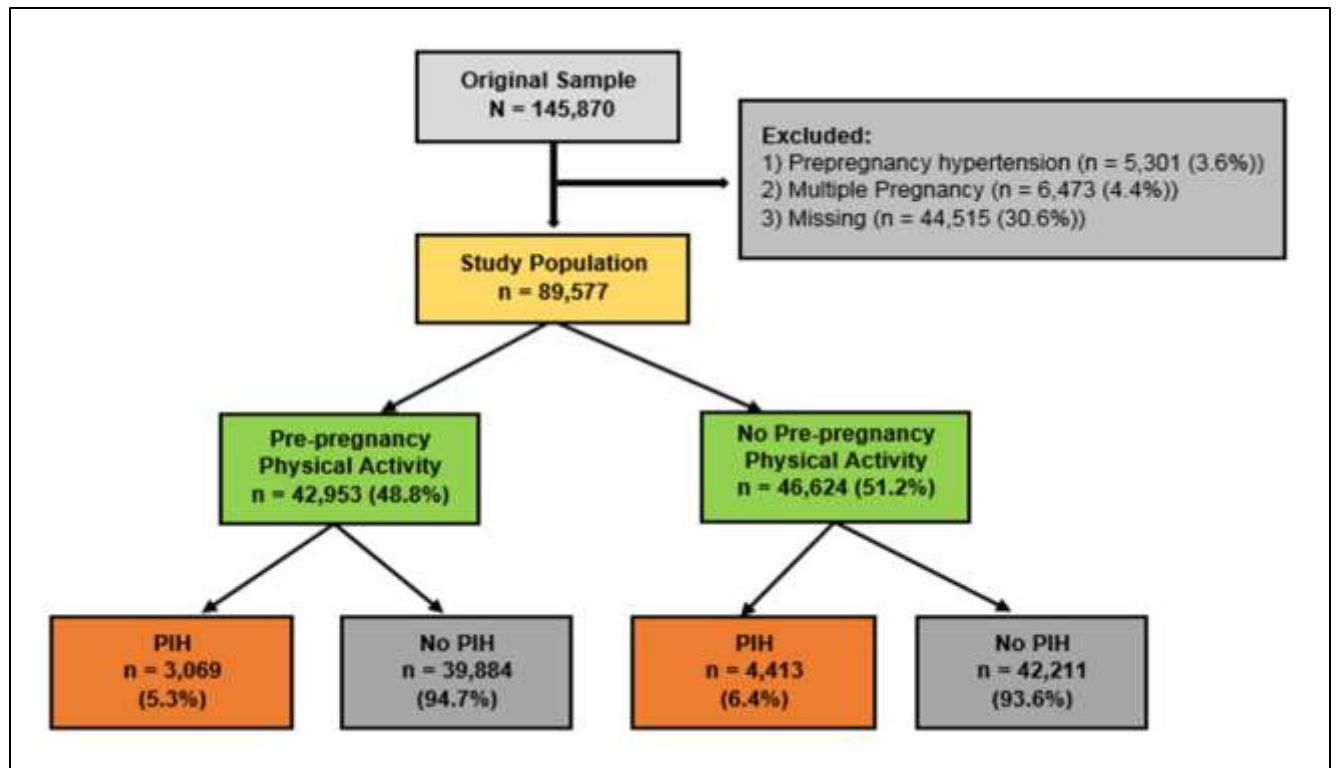 Original Sample
N = 145,870
Excluded:
1) Prepregnancy hypertension (n = 5,301 (3.6%))
2) Multiple Pregnancy (n = 6,473 (4.4%))
3) Missing (n = 44,515 (30.6%))
Study Population
n = 89,577
Pre-pregnancy
Physical Activity
n = 42,953 (48.8%)
No Pre-pregnancy
Physical Activity
n = 46,624 (51.2%)
PIH
n = 3,069
(5.3%)
No PIH
n = 39,884
(94.7%)
PIH
n = 4,413
(6.4%)
No PIH
n = 42,211
(93.6%)